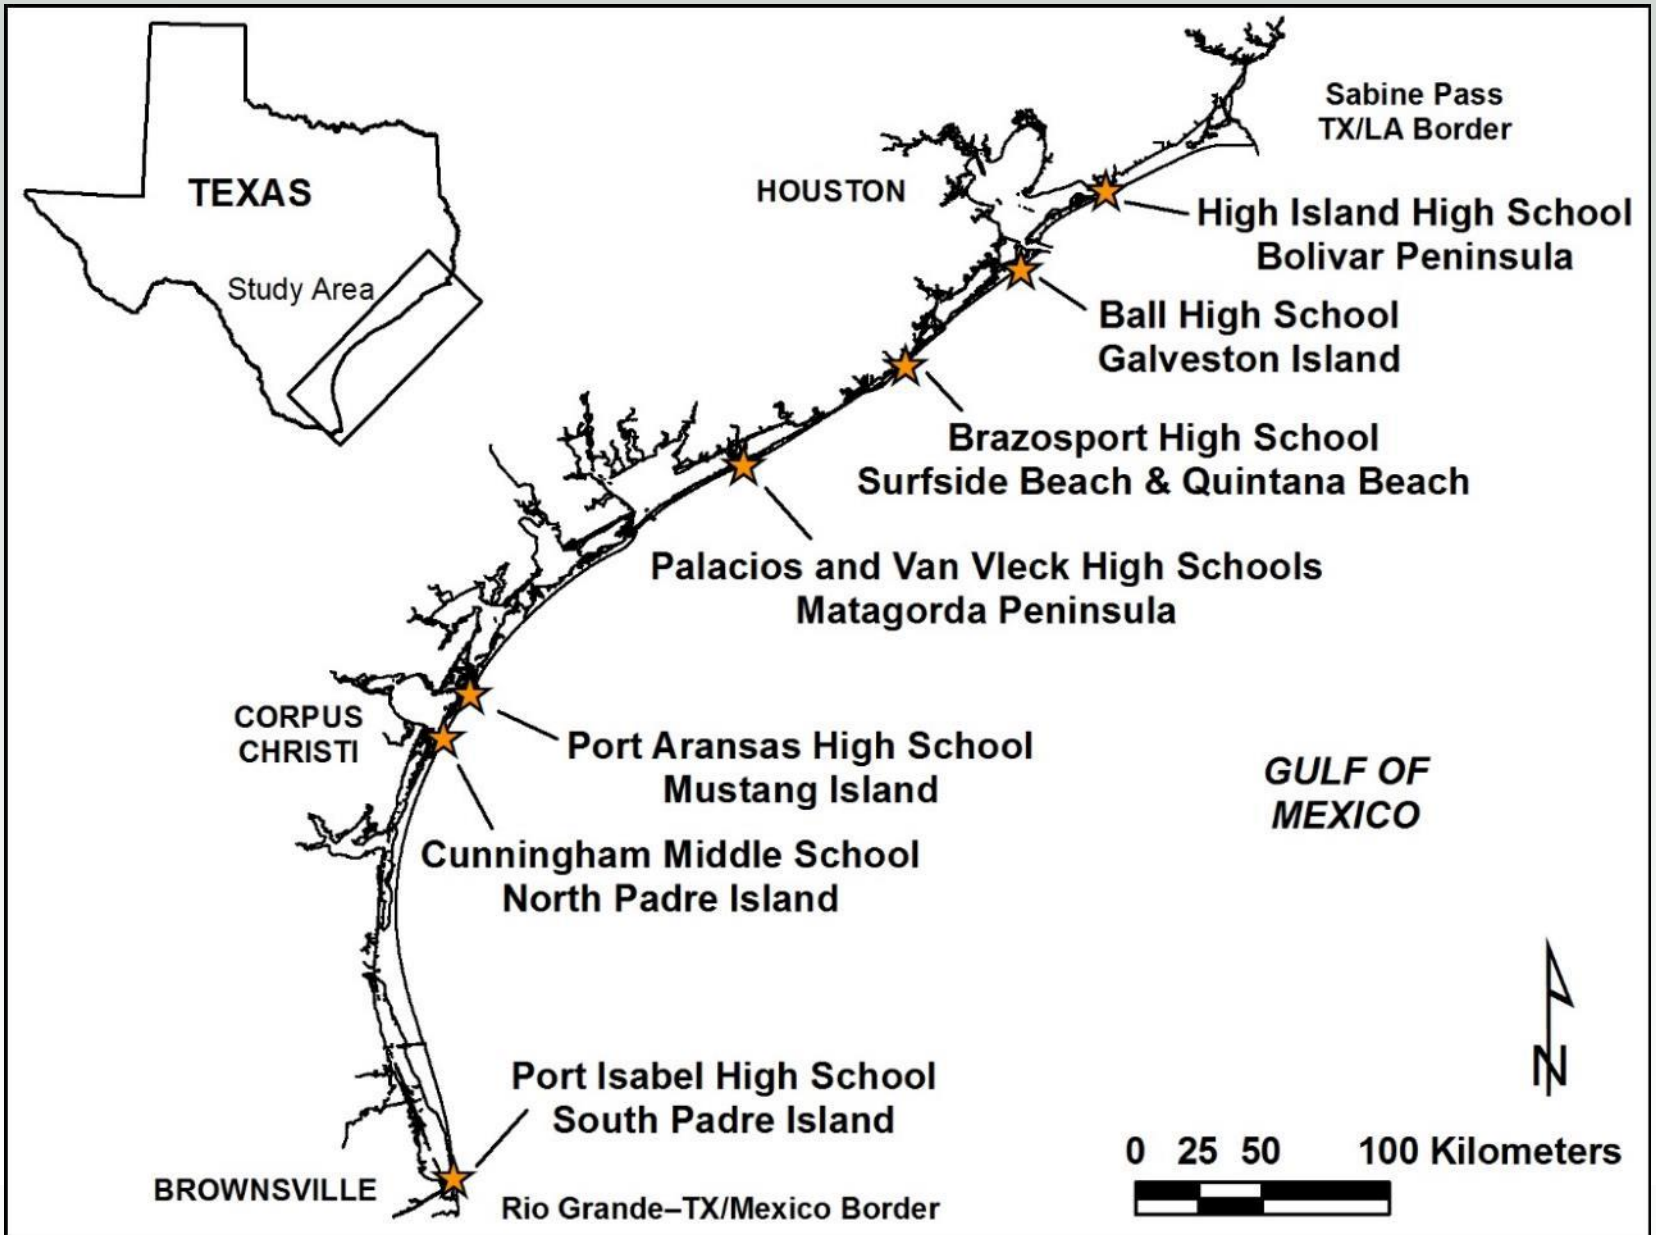 TEXAS
Study Area
Sabine Pass
TX/LA Border
HOUSTON
High Island High School
Bolivar Peninsula
Ball High School
Galveston Island
Brazosport High School
Surfside Beach & Quintana Beach
Palacios and Van Vleck High Schools
Matagorda Peninsula
CORPUS
CHRISTI
Port Aransas High School
Mustang Island
GULF OF
MEXICO
Cunningham Middle School
North Padre Island
Port Isabel High School
South Padre Island
N
0 25 50 100 Kilometers
BROWNSVILLE
Rio Grande–TX/Mexico Border